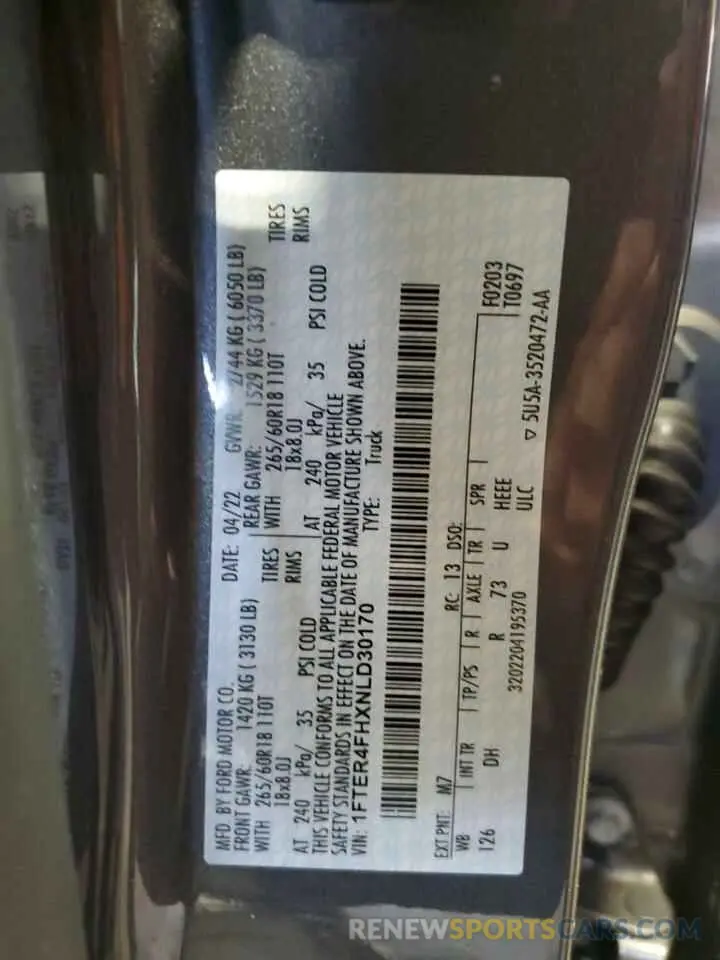 MFD. BY FORD MOTOR CO.
DATE: 04/22 GVWR: 2744 KG ( 6050 LB)
FRONT GAWR: 1420 KG ( 3130 LB)
REAR GAWR: 1529 KG ( 3370 LB)
WITH 265/60R18 110T TIRES
WITH 265/60R18 110T TIRES
18x8.0J RIMS
18x8.0J RIMS
AT 240 kPa/ 35 PSI COLD
AT 240 kPa/ 35 PSI COLD
THIS VEHICLE CONFORMS TO ALL APPLICABLE FEDERAL MOTOR VEHICLE
SAFETY STANDARDS IN EFFECT ON THE DATE OF MANUFACTURE SHOWN ABOVE.
VIN: 1FTER4FHXNLD30170 TYPE: Truck
EXT PNT: M7 RC: 13 DSO:
WB INT TR TP/PS R AXLE TR SPR F0203
126 DH R 73 U HEEE T0697
3202204195370 ULC ▽ 5U5A-3520472-AA
RENEWSPORTSCARS.COM